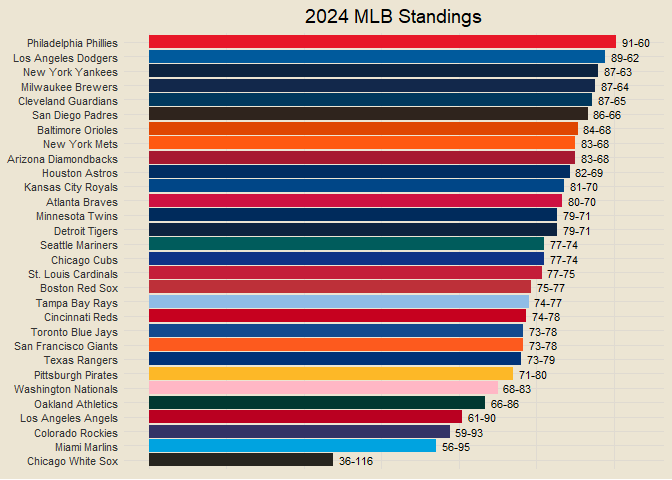 2024 MLB Standings
Philadelphia Phillies 91-60
Los Angeles Dodgers 89-62
New York Yankees 87-63
Milwaukee Brewers 87-64
Cleveland Guardians 87-65
San Diego Padres 86-66
Baltimore Orioles 84-68
New York Mets 83-68
Arizona Diamondbacks 83-68
Houston Astros 82-69
Kansas City Royals 81-70
Atlanta Braves 80-70
Minnesota Twins 79-71
Detroit Tigers 79-71
Seattle Mariners 77-74
Chicago Cubs 77-74
St. Louis Cardinals 77-75
Boston Red Sox 75-77
Tampa Bay Rays 74-77
Cincinnati Reds 74-78
Toronto Blue Jays 73-78
San Francisco Giants 73-78
Texas Rangers 73-79
Pittsburgh Pirates 71-80
Washington Nationals 68-83
Oakland Athletics 66-86
Los Angeles Angels 61-90
Colorado Rockies 59-93
Miami Marlins 56-95
Chicago White Sox 36-116